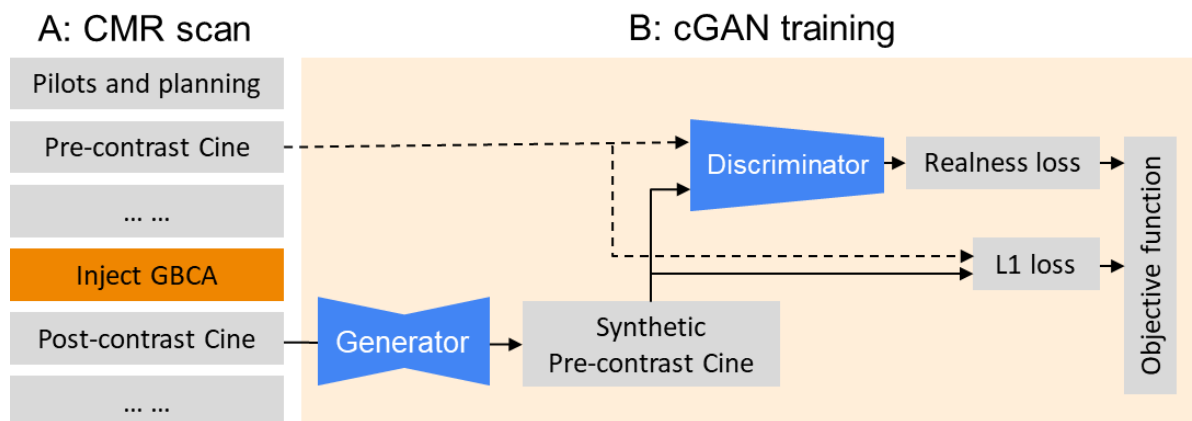 A: CMR scan
Pilots and planning
Pre-contrast Cine
... ...
Inject GBCA
Post-contrast Cine
... ...
B: cGAN training
Discriminator
Realness loss
L1 loss
Objective function
Generator
Synthetic
Pre-contrast Cine